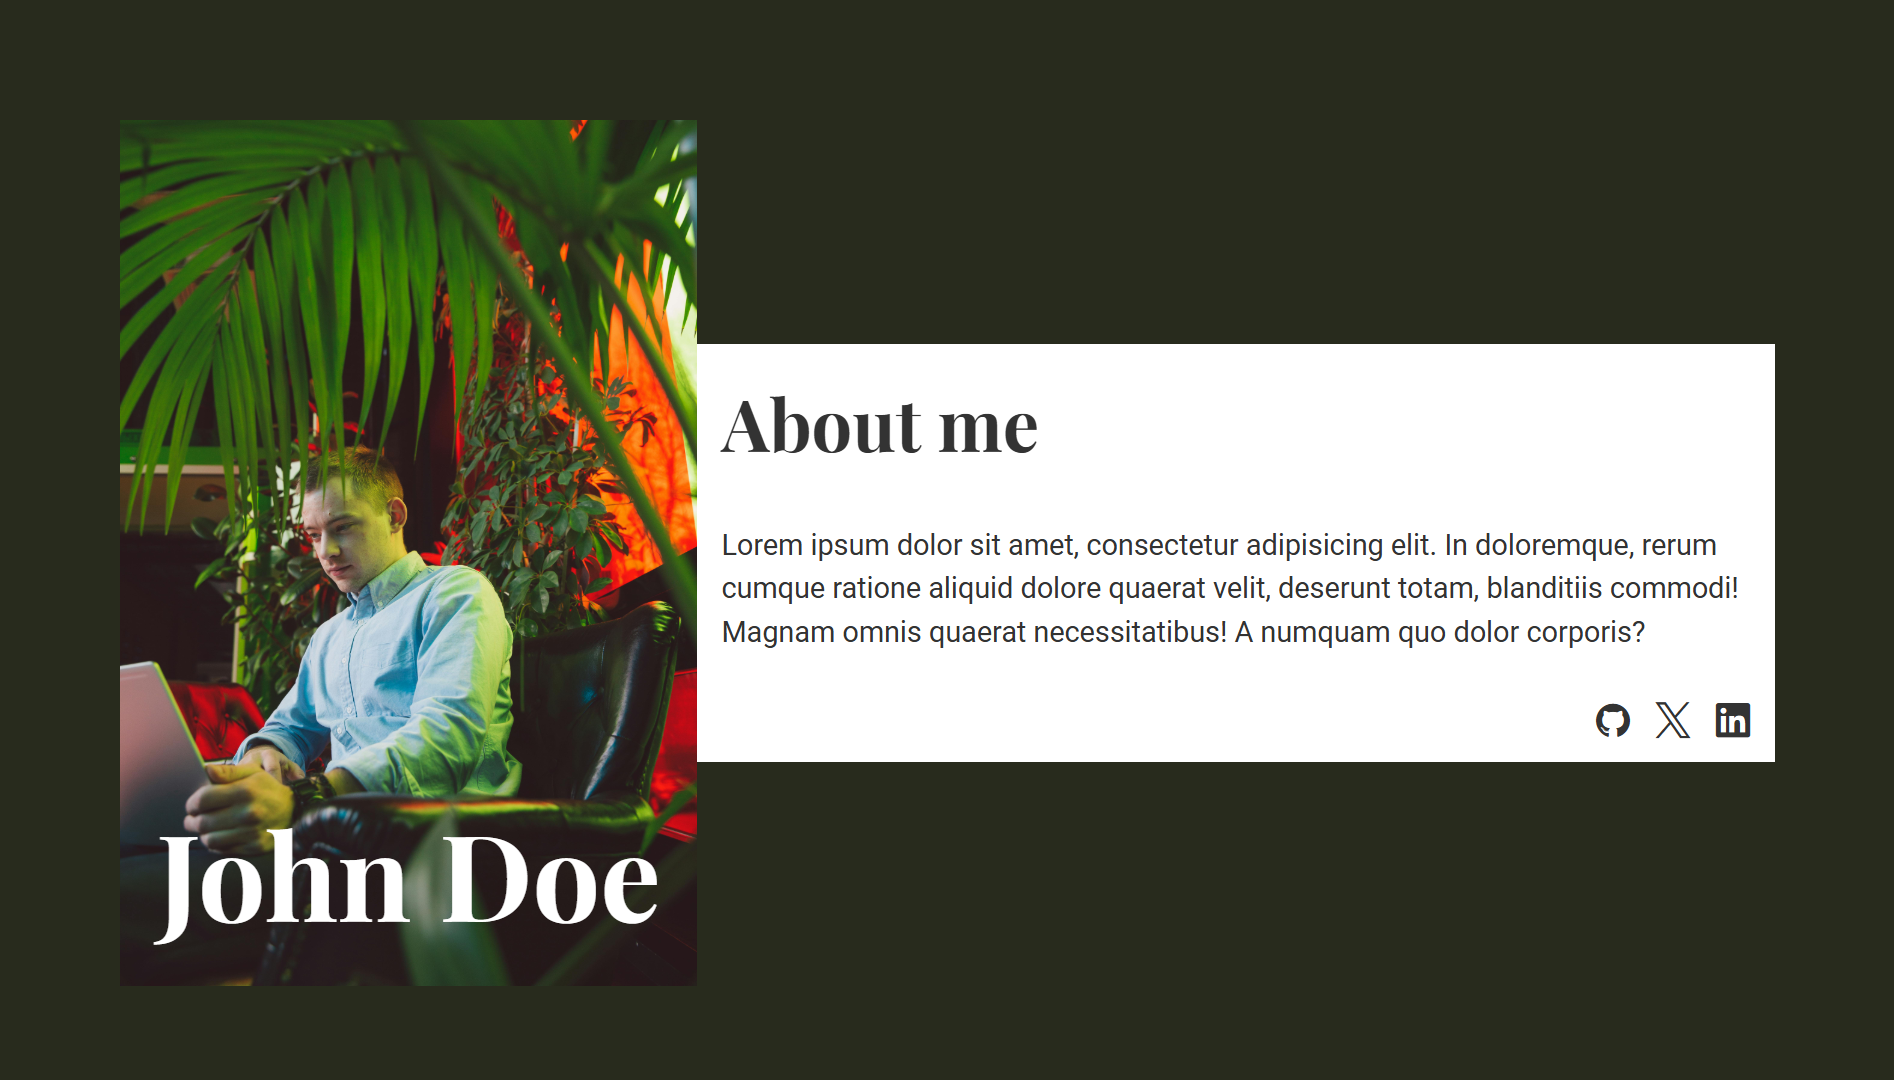 About me
Lorem ipsum dolor sit amet, consectetur adipisicing elit. In doloremque, rerum
cumque ratione aliquid dolore quaerat velit, deserunt totam, blanditiis commodi!
Magnam omnis quaerat necessitatibus! A numquam quo dolor corporis?
in
John Doe